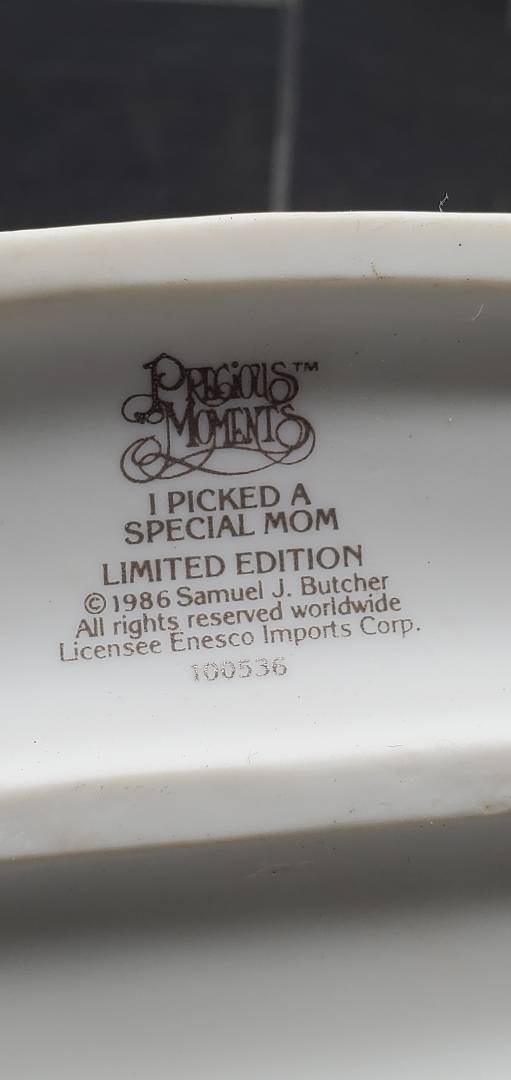 PRECIOUS™
MOMENTS
I PICKED A
SPECIAL MOM
LIMITED EDITION
© 1986 Samuel J. Butcher
All rights reserved worldwide
Licensee Enesco Imports Corp.
100536